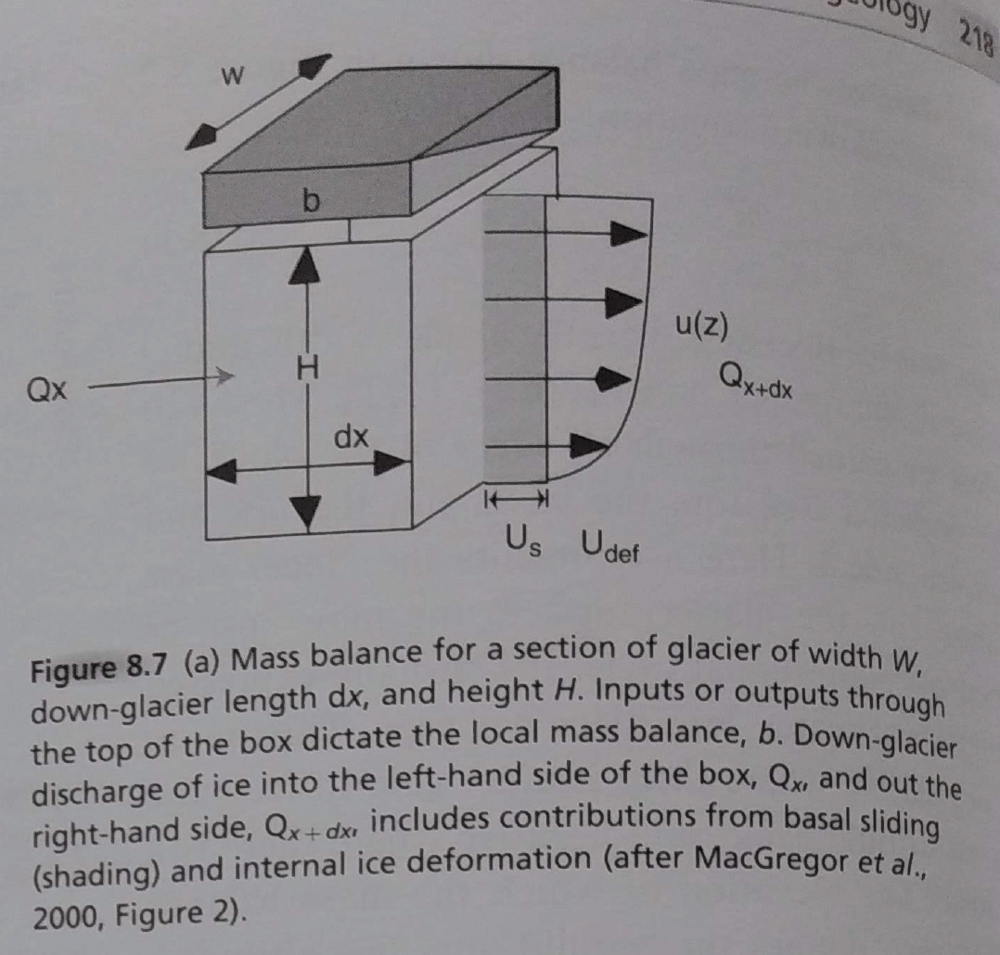 218
W
b
H
Qx
dx
u(z)
Qx+dx
Us Udef
Figure 8.7 (a) Mass balance for a section of glacier of width W,
down-glacier length dx, and height H. Inputs or outputs through
the top of the box dictate the local mass balance, b. Down-glacier
discharge of ice into the left-hand side of the box, Qx, and out the
right-hand side, Qx+dx, includes contributions from basal sliding
(shading) and internal ice deformation (after MacGregor et al.,
2000, Figure 2).